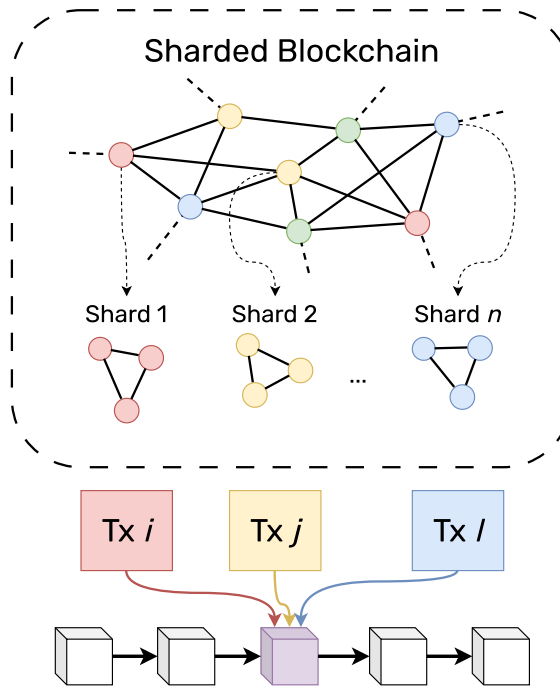 Sharded Blockchain
Shard 1
Shard 2
Shard n
...
Tx i
Tx j
Tx l